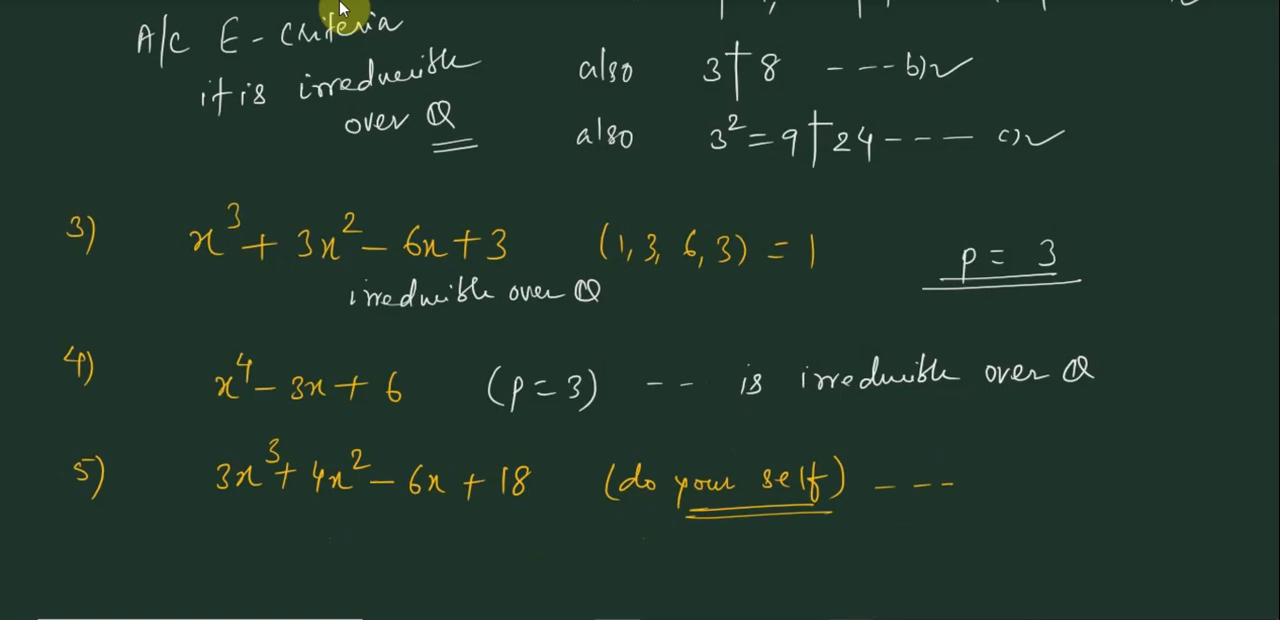 A/c E - Criteria
it is irreducible
over ℚ
also 3 ∤ 8 - - - - b) ✓
also 3² = 9 ∤ 24 - - - - c) ✓
3) x³ + 3x² - 6x + 3 (1, 3, 6, 3) = 1 p = 3
irreducible over ℚ
4) x⁴ - 3x + 6 (p = 3) - - is irreducible over ℚ
5) 3x³ + 4x² - 6x + 18 (do your self) - - -